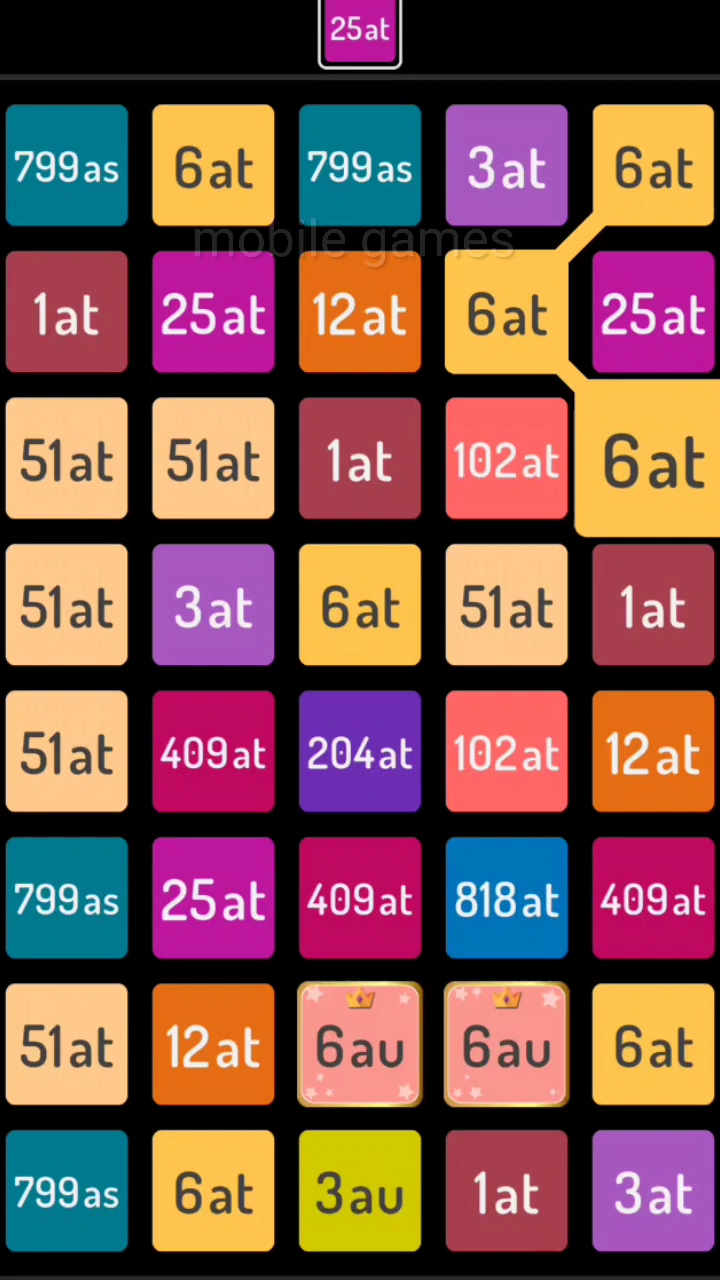 25at
799as 6at 799as 3at 6at
mobile games
1at 25at 12at 6at 25at
51at 51at 1at 102at 6at
51at 3at 6at 51at 1at
51at 409at 204at 102at 12at
799as 25at 409at 818at 409at
51at 12at 6au 6au 6at
799as 6at 3au 1at 3at